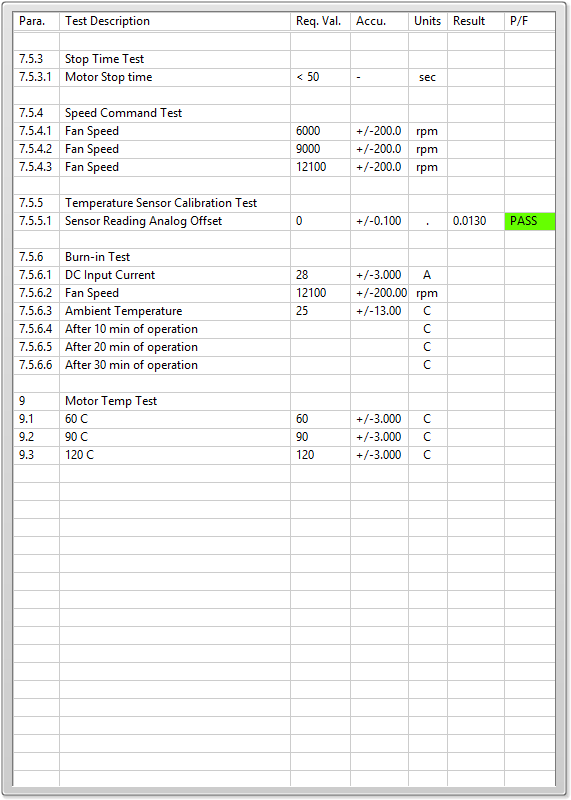 Para. Test Description Req. Val. Accu. Units Result P/F
7.5.3 Stop Time Test
7.5.3.1 Motor Stop time < 50 - sec
7.5.4 Speed Command Test
7.5.4.1 Fan Speed 6000 +/-200.0 rpm
7.5.4.2 Fan Speed 9000 +/-200.0 rpm
7.5.4.3 Fan Speed 12100 +/-200.0 rpm
7.5.5 Temperature Sensor Calibration Test
7.5.5.1 Sensor Reading Analog Offset 0 +/-0.100 . 0.0130 PASS
7.5.6 Burn-in Test
7.5.6.1 DC Input Current 28 +/-3.000 A
7.5.6.2 Fan Speed 12100 +/-200.00 rpm
7.5.6.3 Ambient Temperature 25 +/-13.00 C
7.5.6.4 After 10 min of operation C
7.5.6.5 After 20 min of operation C
7.5.6.6 After 30 min of operation C
9 Motor Temp Test
9.1 60 C 60 +/-3.000 C
9.2 90 C 90 +/-3.000 C
9.3 120 C 120 +/-3.000 C